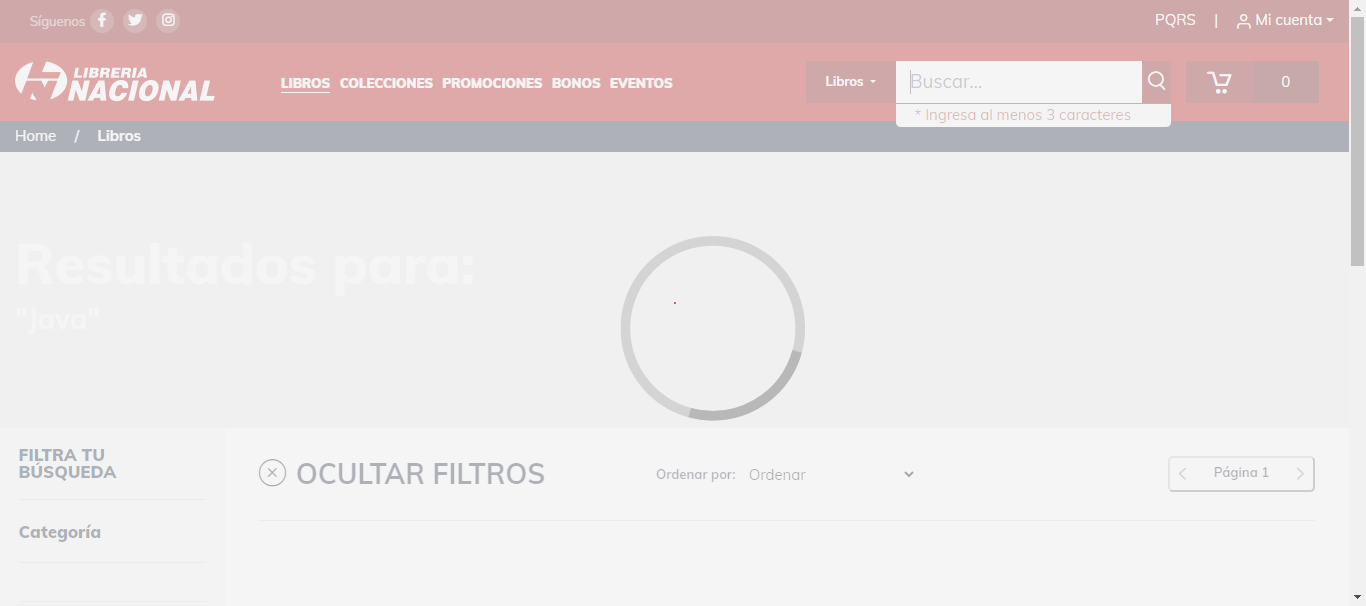 Síguenos
PQRS | Mi cuenta
LIBRERIA
NACIONAL
LIBROS COLECCIONES PROMOCIONES BONOS EVENTOS
Libros
Buscar...
0
* Ingresa al menos 3 caracteres
Home / Libros
Resultados para:
"Java"
FILTRA TU
BÚSQUEDA
OCULTAR FILTROS
Ordenar por: Ordenar
Página 1
Categoría